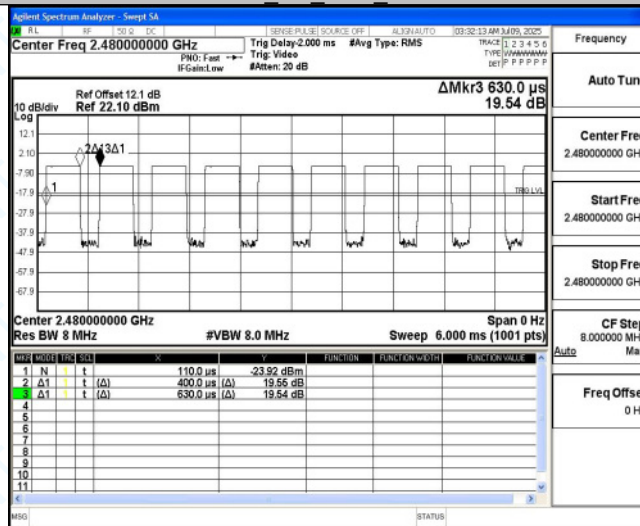 Agilent Spectrum Analyzer - Swept SA
RL RF 50 Ω DC SENSE:PULSE SOURCE OFF ALIGNAUTO 03:32:13 AM Jul 09, 2025
Center Freq 2.480000000 GHz
PNO: Fast
IFGain:Low
Trig Delay-2.000 ms #Avg Type: RMS
Trig: Video
#Atten: 20 dB
TRACE 1 2 3 4 5 6
TYPE
DET P P P P P P
Frequency
Auto Tun
Center Fre
2.480000000 GH
Start Fre
2.480000000 GH
Stop Fre
2.480000000 GH
CF Step
8.000000 MH
Auto Ma
Freq Offse
0 H
ΔMkr3 630.0 µs
19.54 dB
Ref Offset 12.1 dB
10 dB/div Ref 22.10 dBm
Log
12.1
2.10
-7.90
-17.9
-27.9
-37.9
-47.9
-57.9
-67.9
2Δ13Δ1
1
TRIG LVL
Center 2.480000000 GHz Span 0 Hz
Res BW 8 MHz #VBW 8.0 MHz Sweep 6.000 ms (1001 pts)
MKR MODE TRC SCL X Y FUNCTION FUNCTION WIDTH FUNCTION VALUE
1 N 1 t 110.0 µs -23.92 dBm
2 Δ1 1 t (Δ) 400.0 µs (Δ) 19.55 dB
3 Δ1 1 t (Δ) 630.0 µs (Δ) 19.54 dB
4
5
6
7
8
9
10
11
MSG STATUS